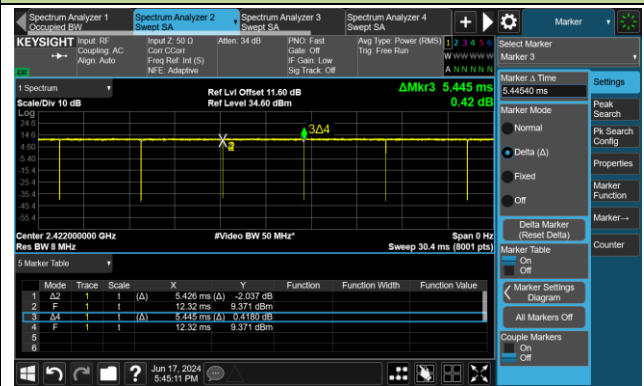 Spectrum Analyzer 1
Occupied BW
Spectrum Analyzer 2
Swept SA
Spectrum Analyzer 3
Swept SA
Spectrum Analyzer 4
Swept SA
Marker
KEYSIGHT
Input: RF
Coupling: AC
Align: Auto
Input Z: 50 Ω
Corr CCorr
Freq Ref: Int (S)
NFE: Adaptive
Atten: 34 dB
PNO: Fast
Gate: Off
IF Gain: Low
Sig Track: Off
Avg Type: Power (RMS)
Trig: Free Run
1 2 3 4 5 6
W W W W W W
A N N N N N
Select Marker
Marker 3
1 Spectrum
Scale/Div 10 dB
Ref Lvl Offset 11.60 dB
Ref Level 34.60 dBm
ΔMkr3 5.445 ms
0.42 dB
Log
24.6
14.6
4.60
-5.40
-15.4
-25.4
-35.4
-45.4
-55.4
3Δ4
Center 2.422000000 GHz
Res BW 8 MHz
#Video BW 50 MHz*
Span 0 Hz
Sweep 30.4 ms (8001 pts)
5 Marker Table
Mode Trace Scale X Y Function Function Width Function Value
1 Δ2 1 t (Δ) 5.426 ms (Δ) -2.037 dB
2 F 1 t 12.32 ms 9.371 dBm
3 Δ4 1 t (Δ) 5.445 ms (Δ) 0.4180 dB
4 F 1 t 12.32 ms 9.371 dBm
5
6
Marker Δ Time
5.44540 ms
Marker Mode
Normal
Delta (Δ)
Fixed
Off
Delta Marker
(Reset Delta)
Marker Table
On
Off
Marker Settings
Diagram
All Markers Off
Couple Markers
On
Off
Settings
Peak
Search
Pk Search
Config
Properties
Marker
Function
Marker→
Counter
Jun 17, 2024
5:45:11 PM